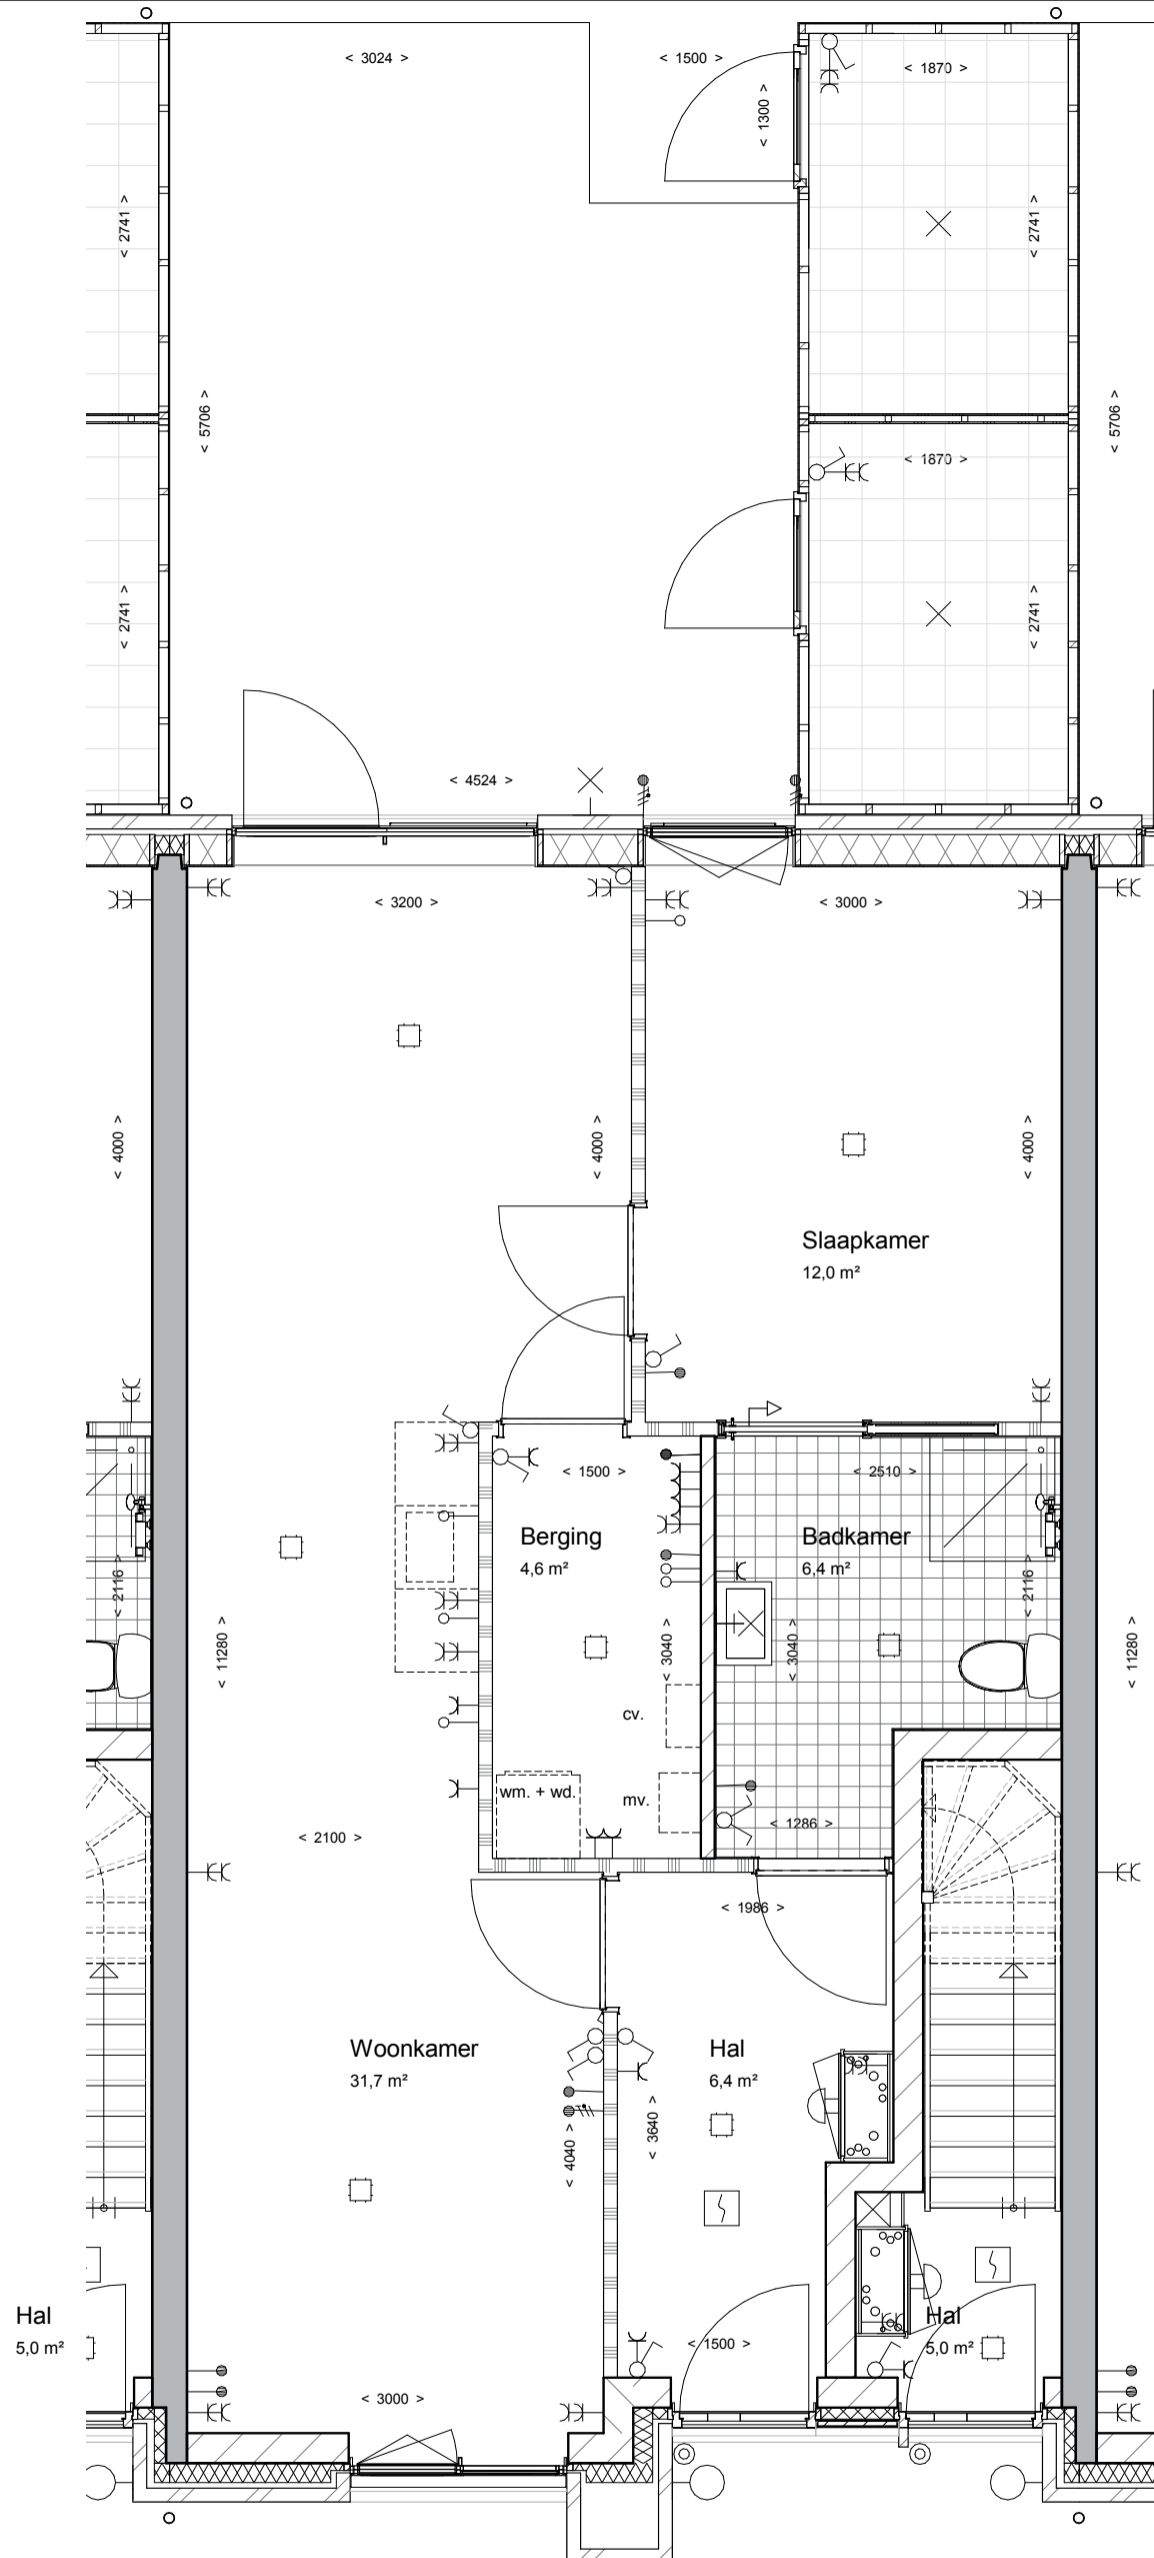 < 3024 >
< 1500 >
< 1870 >
< 1300 >
< 2741 >
< 2741 >
< 5706 >
< 5706 >
< 1870 >
< 2741 >
< 2741 >
< 4524 >
< 3200 >
< 3000 >
< 4000 >
< 4000 >
< 4000 >
Slaapkamer
12,0 m²
< 1500 >
< 2510 >
Berging
4,6 m²
Badkamer
6,4 m²
< 2116 >
< 2116 >
< 11280 >
< 3040 >
< 3040 >
< 11280 >
cv.
wm. + wd.
mv.
< 2100 >
< 1286 >
< 1986 >
Woonkamer
31,7 m²
Hal
6,4 m²
< 4040 >
< 3640 >
Hal
5,0 m²
< 1500 >
Hal
5,0 m²
< 3000 >